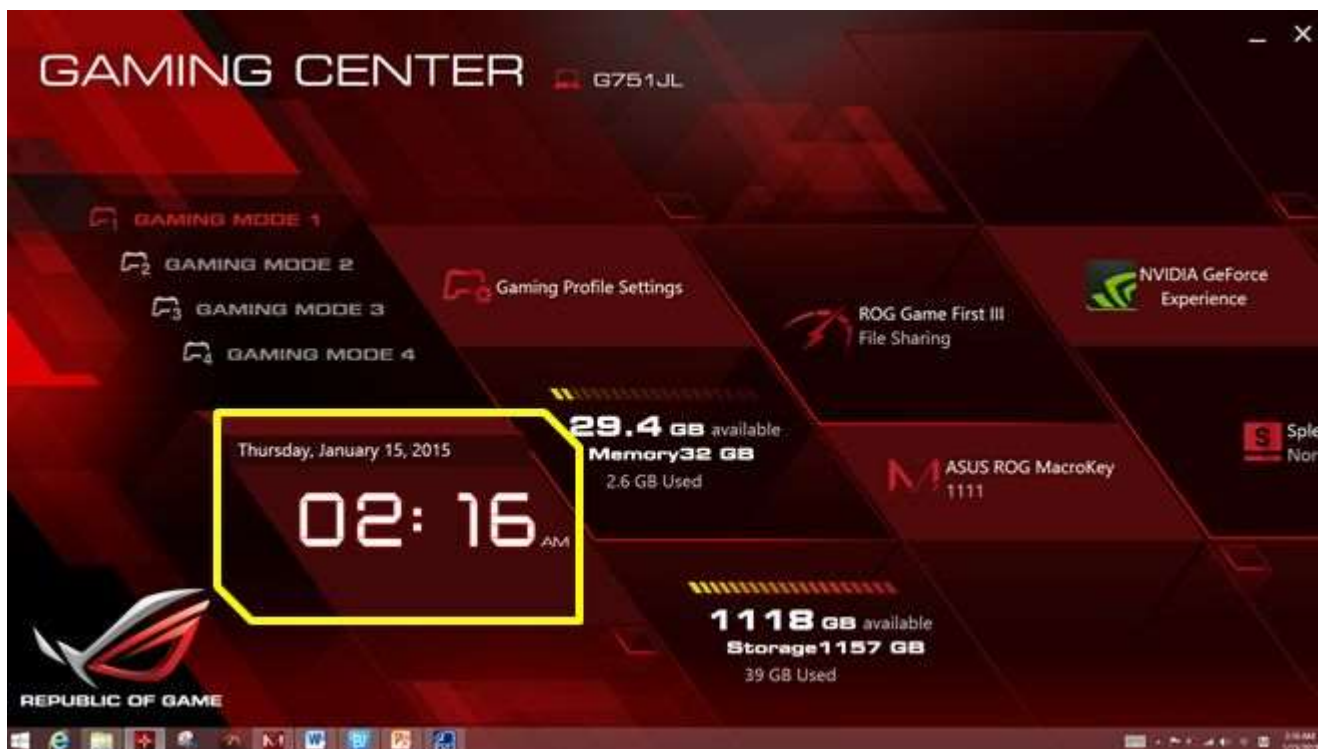 GAMING CENTER G751JL
GAMING MODE 1
GAMING MODE 2
GAMING MODE 3
GAMING MODE 4
Gaming Profile Settings
ROG Game First III
File Sharing
NVIDIA GeForce
Experience
29.4 GB available
Memory32 GB
2.6 GB Used
Thursday, January 15, 2015
02: 16 AM
ASUS ROG MacroKey
1111
S
Sple
Nor
1118 GB available
Storage1157 GB
39 GB Used
REPUBLIC OF GAME